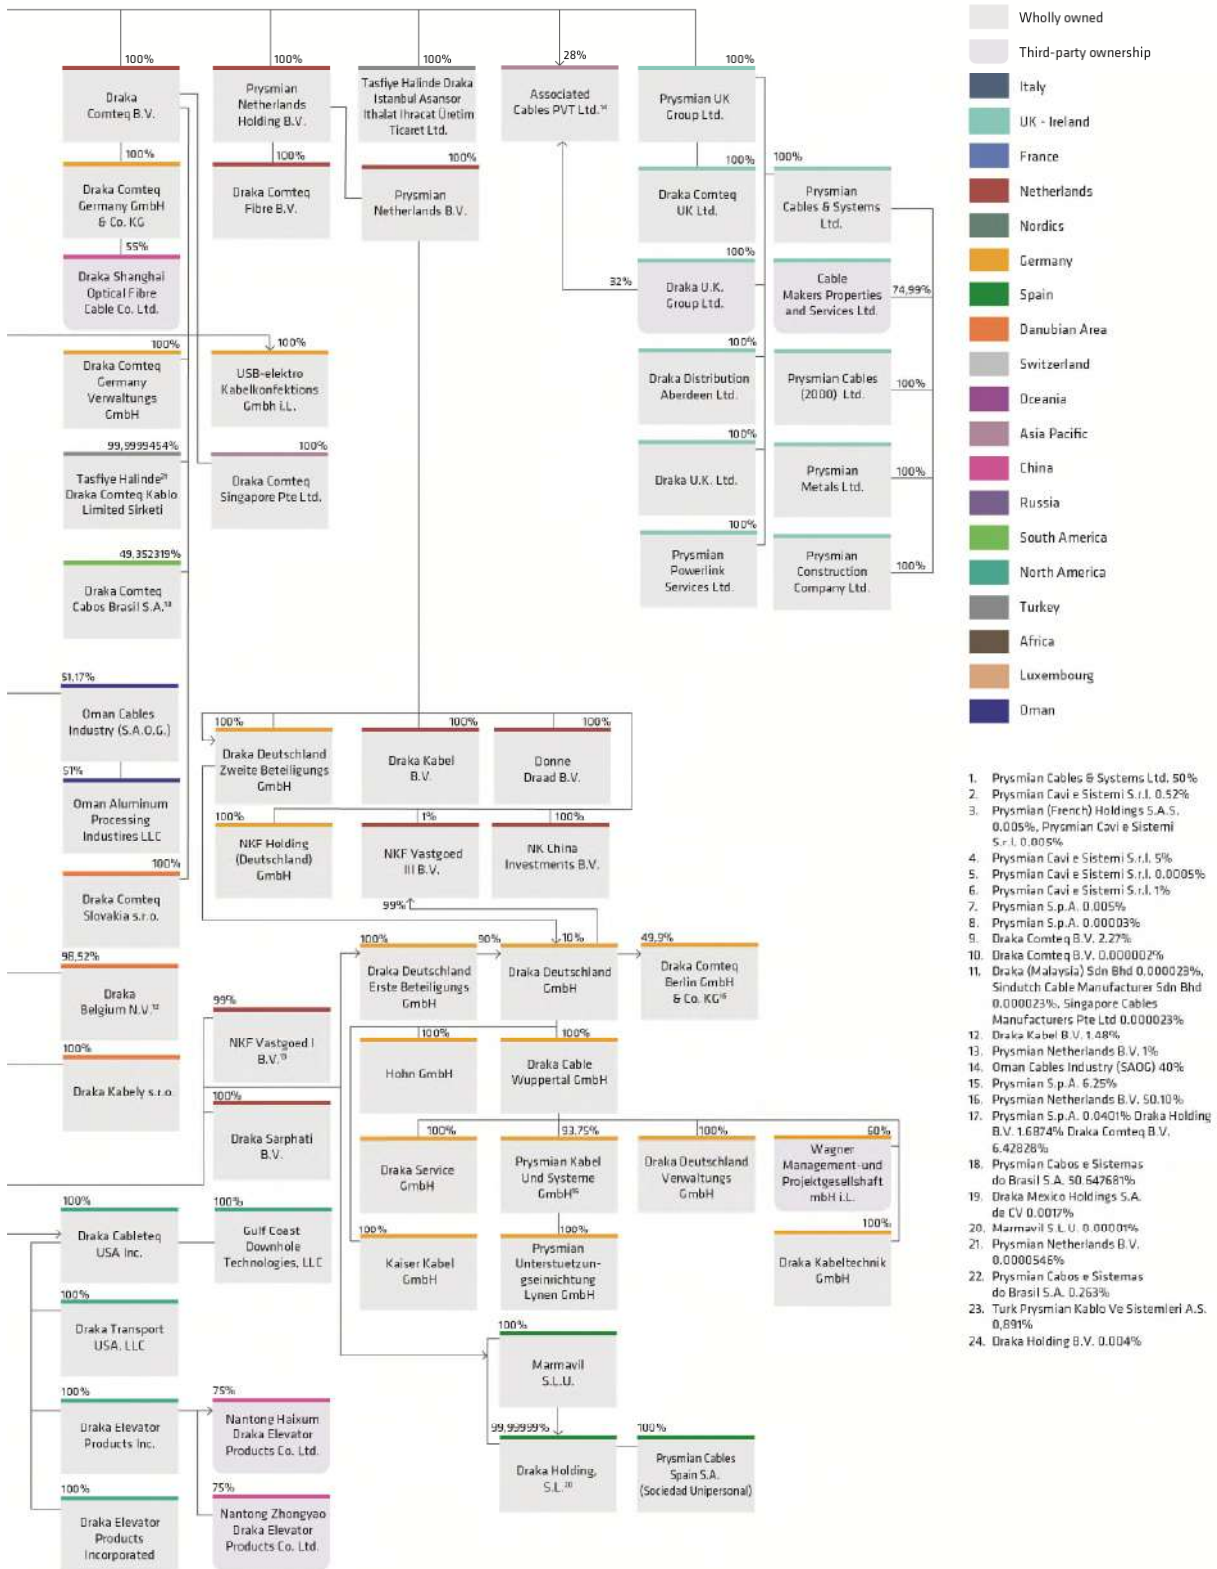 100%
Draka
Comteq B.V.
100%
Prysmian
Netherlands
Holding B.V.
100%
Tasfiye Halinde Draka
Istanbul Asansor
Ithalat Ihracat Üretim
Ticaret Ltd.
28%
Associated
Cables PVT Ltd.¹⁴
100%
Prysmian UK
Group Ltd.
100%
Draka Comteq
Germany GmbH
& Co. KG
100%
Draka Comteq
Fibre B.V.
100%
Prysmian
Netherlands B.V.
100%
Draka Comteq
UK Ltd.
100%
Prysmian
Cables & Systems
Ltd.
55%
Draka Shanghai
Optical Fibre
Cable Co. Ltd.
32%
100%
Draka U.K.
Group Ltd.
Cable
Makers Properties
and Services Ltd.
74,99%
100%
Draka Comteq
Germany
Verwaltungs
GmbH
100%
USB-elektro
Kabelkonfektions
Gmbh i.L.
100%
Draka Distribution
Aberdeen Ltd.
Prysmian Cables
(2000) Ltd.
100%
99,9999454%
Tasfiye Halinde²¹
Draka Comteq Kablo
Limited Sirketi
100%
Draka Comteq
Singapore Pte Ltd.
100%
Draka U.K. Ltd.
Prysmian
Metals Ltd.
100%
49,352319%
Draka Comteq
Cabos Brasil S.A.¹⁸
100%
Prysmian
Powerlink
Services Ltd.
Prysmian
Construction
Company Ltd.
100%
51,17%
Oman Cables
Industry (S.A.O.G.)
100%
Draka Deutschland
Zweite Beteiligungs
GmbH
100%
Draka Kabel
B.V.
100%
Donne
Draad B.V.
51%
Oman Aluminum
Processing
Industires LLC
100%
NKF Holding
(Deutschland)
GmbH
1%
NKF Vastgoed
III B.V.
99%
100%
NK China
Investments B.V.
100%
Draka Comteq
Slovakia s.r.o.
98,52%
Draka
Belgium N.V.¹²
100%
Draka Deutschland
Erste Beteiligungs
GmbH
90%
10%
Draka Deutschland
GmbH
49,9%
Draka Comteq
Berlin GmbH
& Co. KG¹⁶
99%
NKF Vastgoed I
B.V.¹³
100%
Hohn GmbH
100%
Draka Cable
Wuppertal GmbH
100%
Draka Kabely s.r.o.
100%
Draka Sarphati
B.V.
100%
Draka Service
GmbH
93.75%
Prysmian Kabel
Und Systeme
GmbH¹⁵
100%
Draka Deutschland
Verwaltungs
GmbH
60%
Wagner
Management-und
Projektgesellschaft
mbH i.L.
100%
Draka Cableteq
USA Inc.
100%
Gulf Coast
Downhole
Technologies, LLC
100%
Kaiser Kabel
GmbH
100%
Prysmian
Unterstuetzun-
gseinrichtung
Lynen GmbH
100%
Draka Kabeltechnik
GmbH
100%
Draka Transport
USA, LLC
100%
Marmavil
S.L.U.
100%
Draka Elevator
Products Inc.
75%
Nantong Haixum
Draka Elevator
Products Co. Ltd.
99,99999%
Draka Holding,
S.L.²⁰
100%
Prysmian Cables
Spain S.A.
(Sociedad Unipersonal)
100%
Draka Elevator
Products
Incorporated
75%
Nantong Zhongyao
Draka Elevator
Products Co. Ltd.
Wholly owned
Third-party ownership
Italy
UK - Ireland
France
Netherlands
Nordics
Germany
Spain
Danubian Area
Switzerland
Oceania
Asia Pacific
China
Russia
South America
North America
Turkey
Africa
Luxembourg
Oman
1. Prysmian Cables & Systems Ltd. 50%
2. Prysmian Cavi e Sistemi S.r.l. 0.52%
3. Prysmian (French) Holdings S.A.S.
0.005%, Prysmian Cavi e Sistemi
S.r.l. 0.005%
4. Prysmian Cavi e Sistemi S.r.l. 5%
5. Prysmian Cavi e Sistemi S.r.l. 0.0005%
6. Prysmian Cavi e Sistemi S.r.l. 1%
7. Prysmian S.p.A. 0.005%
8. Prysmian S.p.A. 0.00003%
9. Draka Comteq B.V. 2.27%
10. Draka Comteq B.V. 0.000002%
11. Draka (Malaysia) Sdn Bhd 0.000023%,
Sindutch Cable Manufacturer Sdn Bhd
0.000023%, Singapore Cables
Manufacturers Pte Ltd 0.000023%
12. Draka Kabel B.V. 1.48%
13. Prysmian Netherlands B.V. 1%
14. Oman Cables Industry (SAOG) 40%
15. Prysmian S.p.A. 6.25%
16. Prysmian Netherlands B.V. 50.10%
17. Prysmian S.p.A. 0.0401% Draka Holding
B.V. 1.6874% Draka Comteq B.V.
6.42828%
18. Prysmian Cabos e Sistemas
do Brasil S.A. 50.647681%
19. Draka Mexico Holdings S.A.
de CV 0.0017%
20. Marmavil S.L.U. 0.00001%
21. Prysmian Netherlands B.V.
0.0000546%
22. Prysmian Cabos e Sistemas
do Brasil S.A. 0.263%
23. Turk Prysmian Kablo Ve Sistemleri A.S.
0,891%
24. Draka Holding B.V. 0.004%